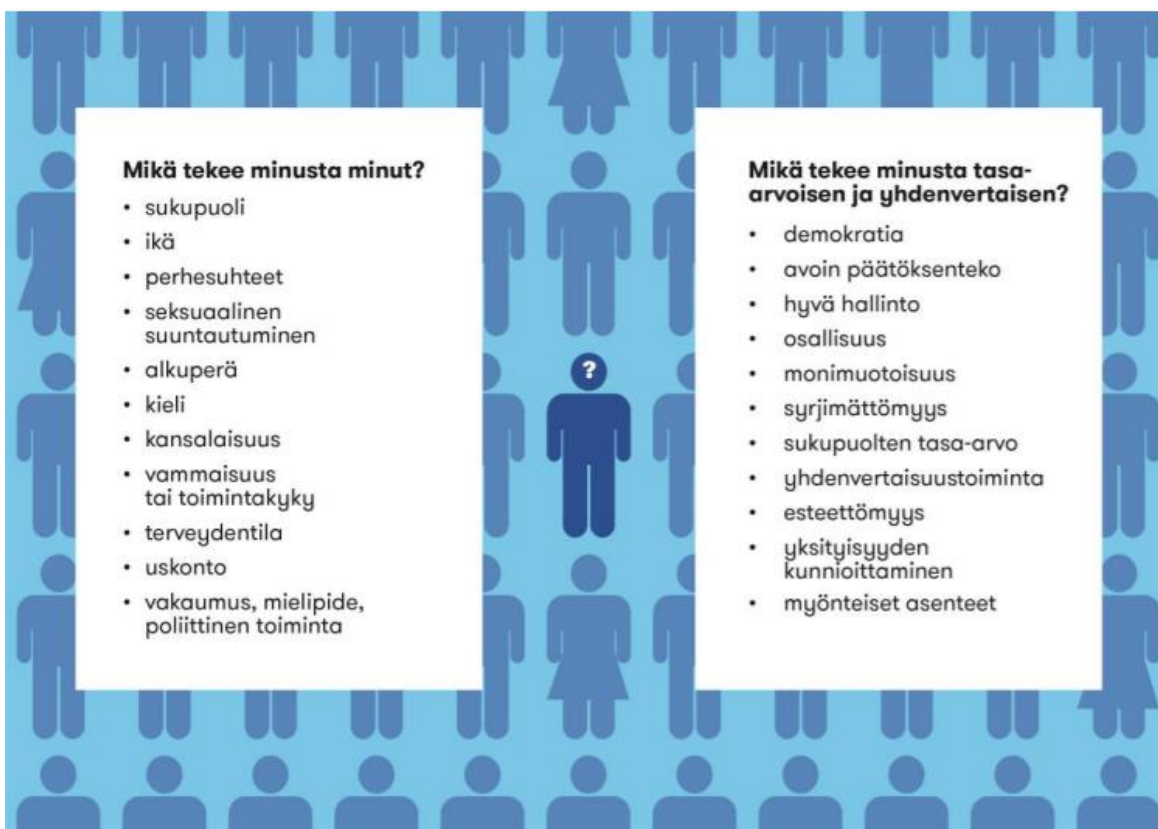 Mikä tekee minusta minut?
• sukupuoli
• ikä
• perhesuhteet
• seksuaalinen
suuntautuminen
• alkuperä
• kieli
• kansalaisuus
• vammaisuus
tai toimintakyky
• terveydentila
• uskonto
• vakaumus, mielipide,
poliittinen toiminta
?
Mikä tekee minusta tasa-
arvoisen ja yhdenvertaisen?
• demokratia
• avoin päätöksenteko
• hyvä hallinto
• osallisuus
• monimuotoisuus
• syrjimättömyys
• sukupuolten tasa-arvo
• yhdenvertaisuustoiminta
• esteettömyys
• yksityisyyden
kunnioittaminen
• myönteiset asenteet